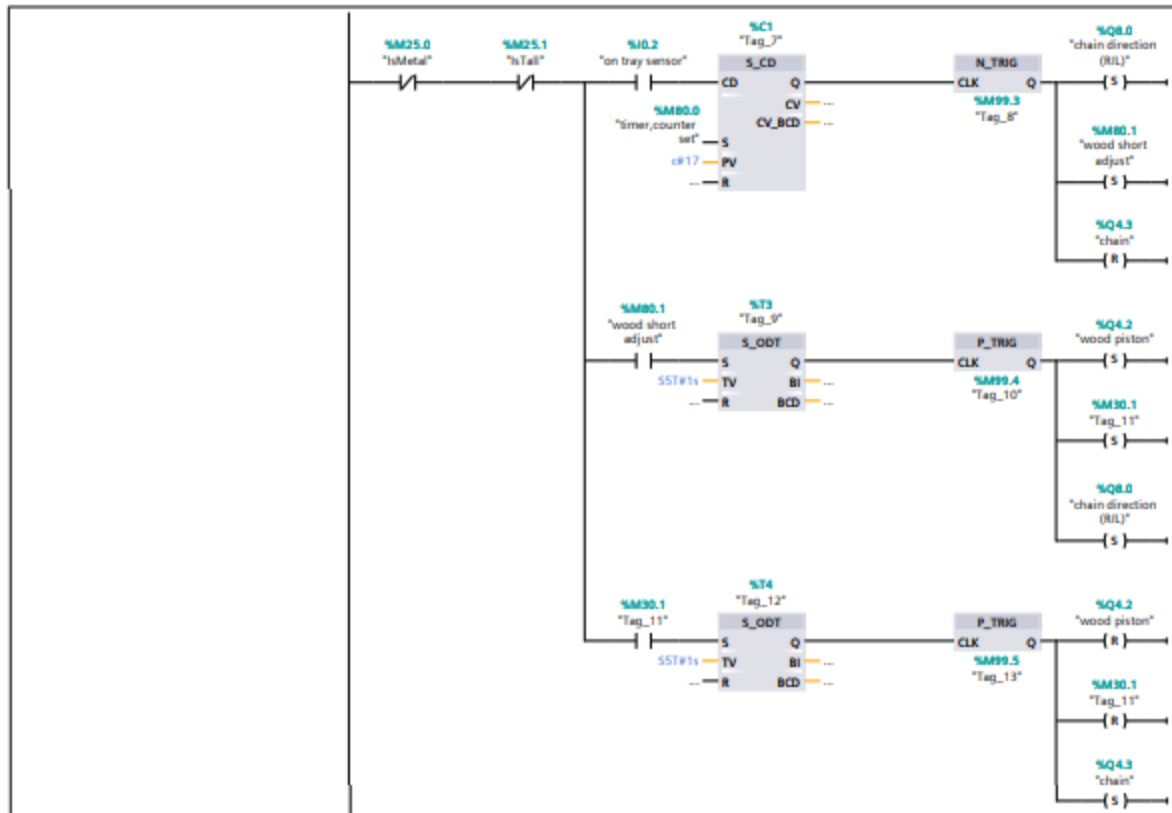 %M25.0
"IsMetal"
%M25.1
"IsTall"
%I0.2
"on tray sensor"
%C1
"Tag_7"
S_CD
CD Q
CV ...
CV_BCD ...
%M80.0
"timer,counter
set"
S
c#17 PV
... R
N_TRIG
CLK Q
%M99.3
"Tag_8"
%Q8.0
"chain direction
(R/L)"
S
%M80.1
"wood short
adjust"
S
%Q4.3
"chain"
R
%M80.1
"wood short
adjust"
%T3
"Tag_9"
S_ODT
S Q
S5T#1s TV BI ...
... R BCD ...
P_TRIG
CLK Q
%M99.4
"Tag_10"
%Q4.2
"wood piston"
S
%M30.1
"Tag_11"
S
%Q8.0
"chain direction
(R/L)"
S
%M30.1
"Tag_11"
%T4
"Tag_12"
S_ODT
S Q
S5T#1s TV BI ...
... R BCD ...
P_TRIG
CLK Q
%M99.5
"Tag_13"
%Q4.2
"wood piston"
R
%M30.1
"Tag_11"
R
%Q4.3
"chain"
S